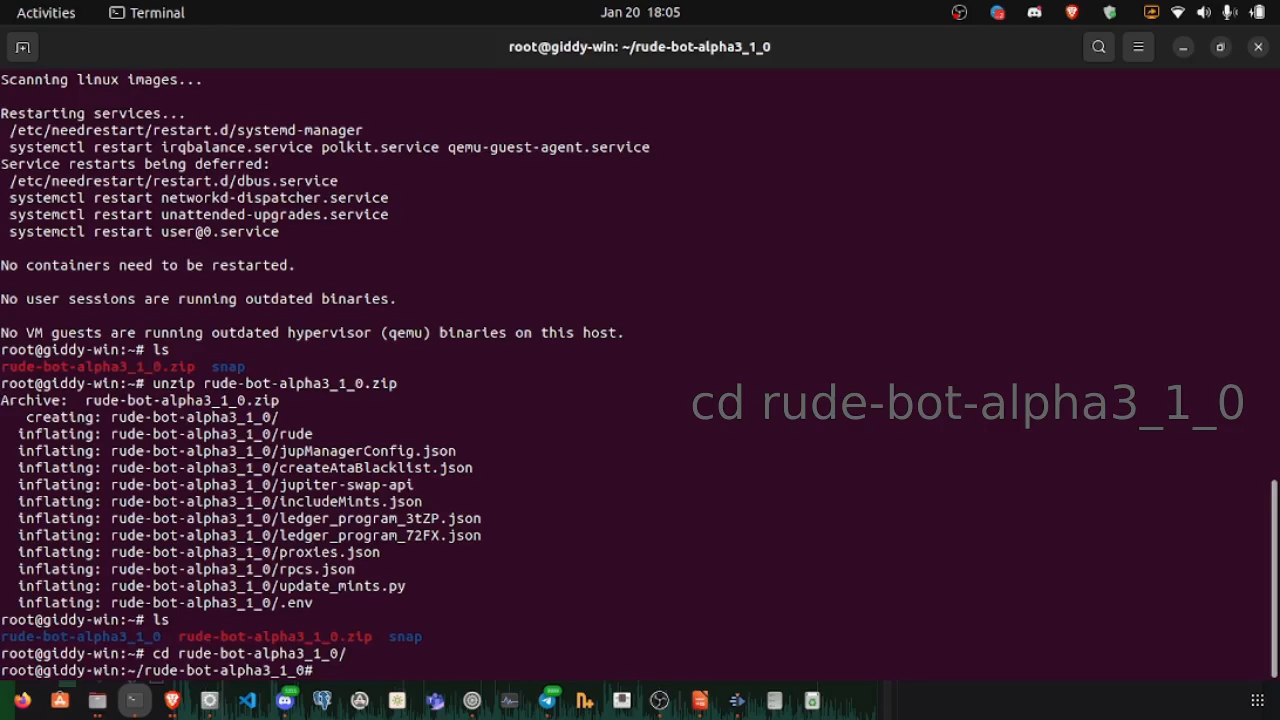 Activities Terminal Jan 20 18:05
root@giddy-win: ~/rude-bot-alpha3_1_0
Scanning linux images...
Restarting services...
/etc/needrestart/restart.d/systemd-manager
systemctl restart irqbalance.service polkit.service qemu-guest-agent.service
Service restarts being deferred:
/etc/needrestart/restart.d/dbus.service
systemctl restart networkd-dispatcher.service
systemctl restart unattended-upgrades.service
systemctl restart user@0.service
No containers need to be restarted.
No user sessions are running outdated binaries.
No VM guests are running outdated hypervisor (qemu) binaries on this host.
root@giddy-win:~# ls
rude-bot-alpha3_1_0.zip snap
root@giddy-win:~# unzip rude-bot-alpha3_1_0.zip
Archive:  rude-bot-alpha3_1_0.zip
creating: rude-bot-alpha3_1_0/
cd rude-bot-alpha3_1_0
inflating: rude-bot-alpha3_1_0/rude
inflating: rude-bot-alpha3_1_0/jupManagerConfig.json
inflating: rude-bot-alpha3_1_0/createAtaBlacklist.json
inflating: rude-bot-alpha3_1_0/jupiter-swap-api
inflating: rude-bot-alpha3_1_0/includeMints.json
inflating: rude-bot-alpha3_1_0/ledger_program_3tZP.json
inflating: rude-bot-alpha3_1_0/ledger_program_72FX.json
inflating: rude-bot-alpha3_1_0/proxies.json
inflating: rude-bot-alpha3_1_0/rpcs.json
inflating: rude-bot-alpha3_1_0/update_mints.py
inflating: rude-bot-alpha3_1_0/.env
root@giddy-win:~# ls
rude-bot-alpha3_1_0 rude-bot-alpha3_1_0.zip snap
root@giddy-win:~# cd rude-bot-alpha3_1_0/
root@giddy-win:~/rude-bot-alpha3_1_0#